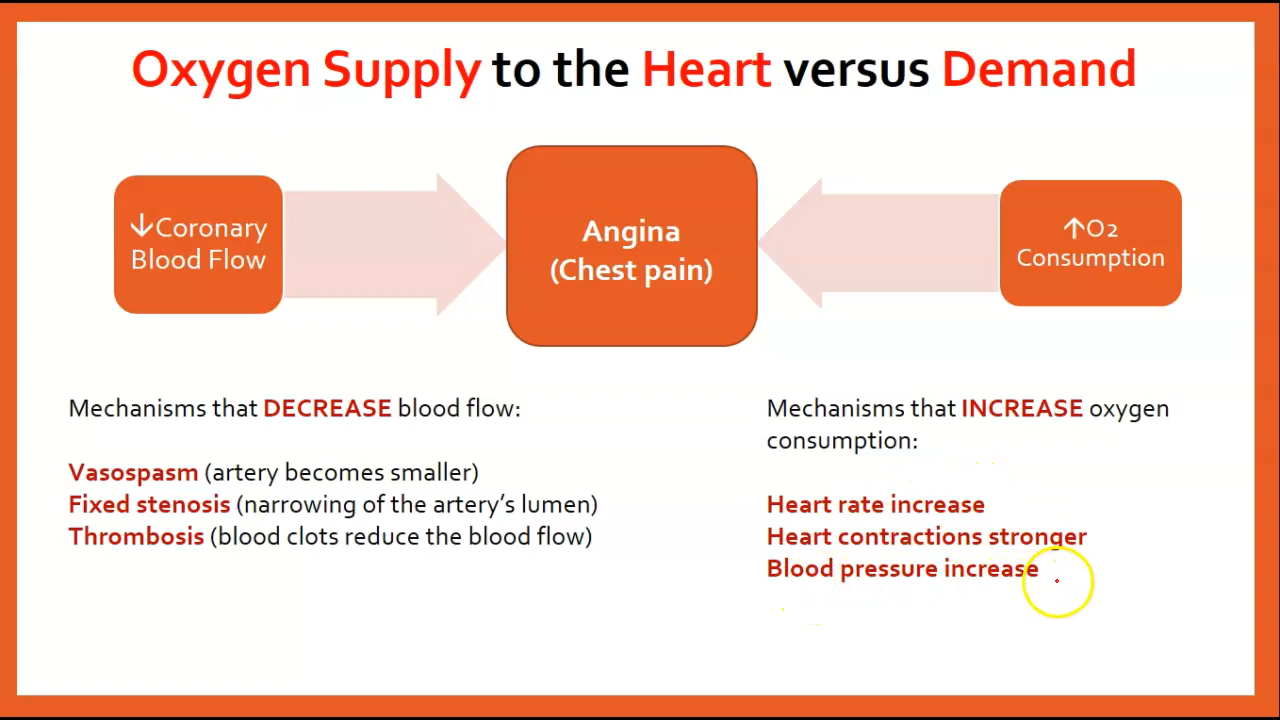 Oxygen Supply to the Heart versus Demand
↓Coronary
Blood Flow
Angina
(Chest pain)
↑O2
Consumption
Mechanisms that DECREASE blood flow:
Vasospasm (artery becomes smaller)
Fixed stenosis (narrowing of the artery’s lumen)
Thrombosis (blood clots reduce the blood flow)
Mechanisms that INCREASE oxygen
consumption:
Heart rate increase
Heart contractions stronger
Blood pressure increase